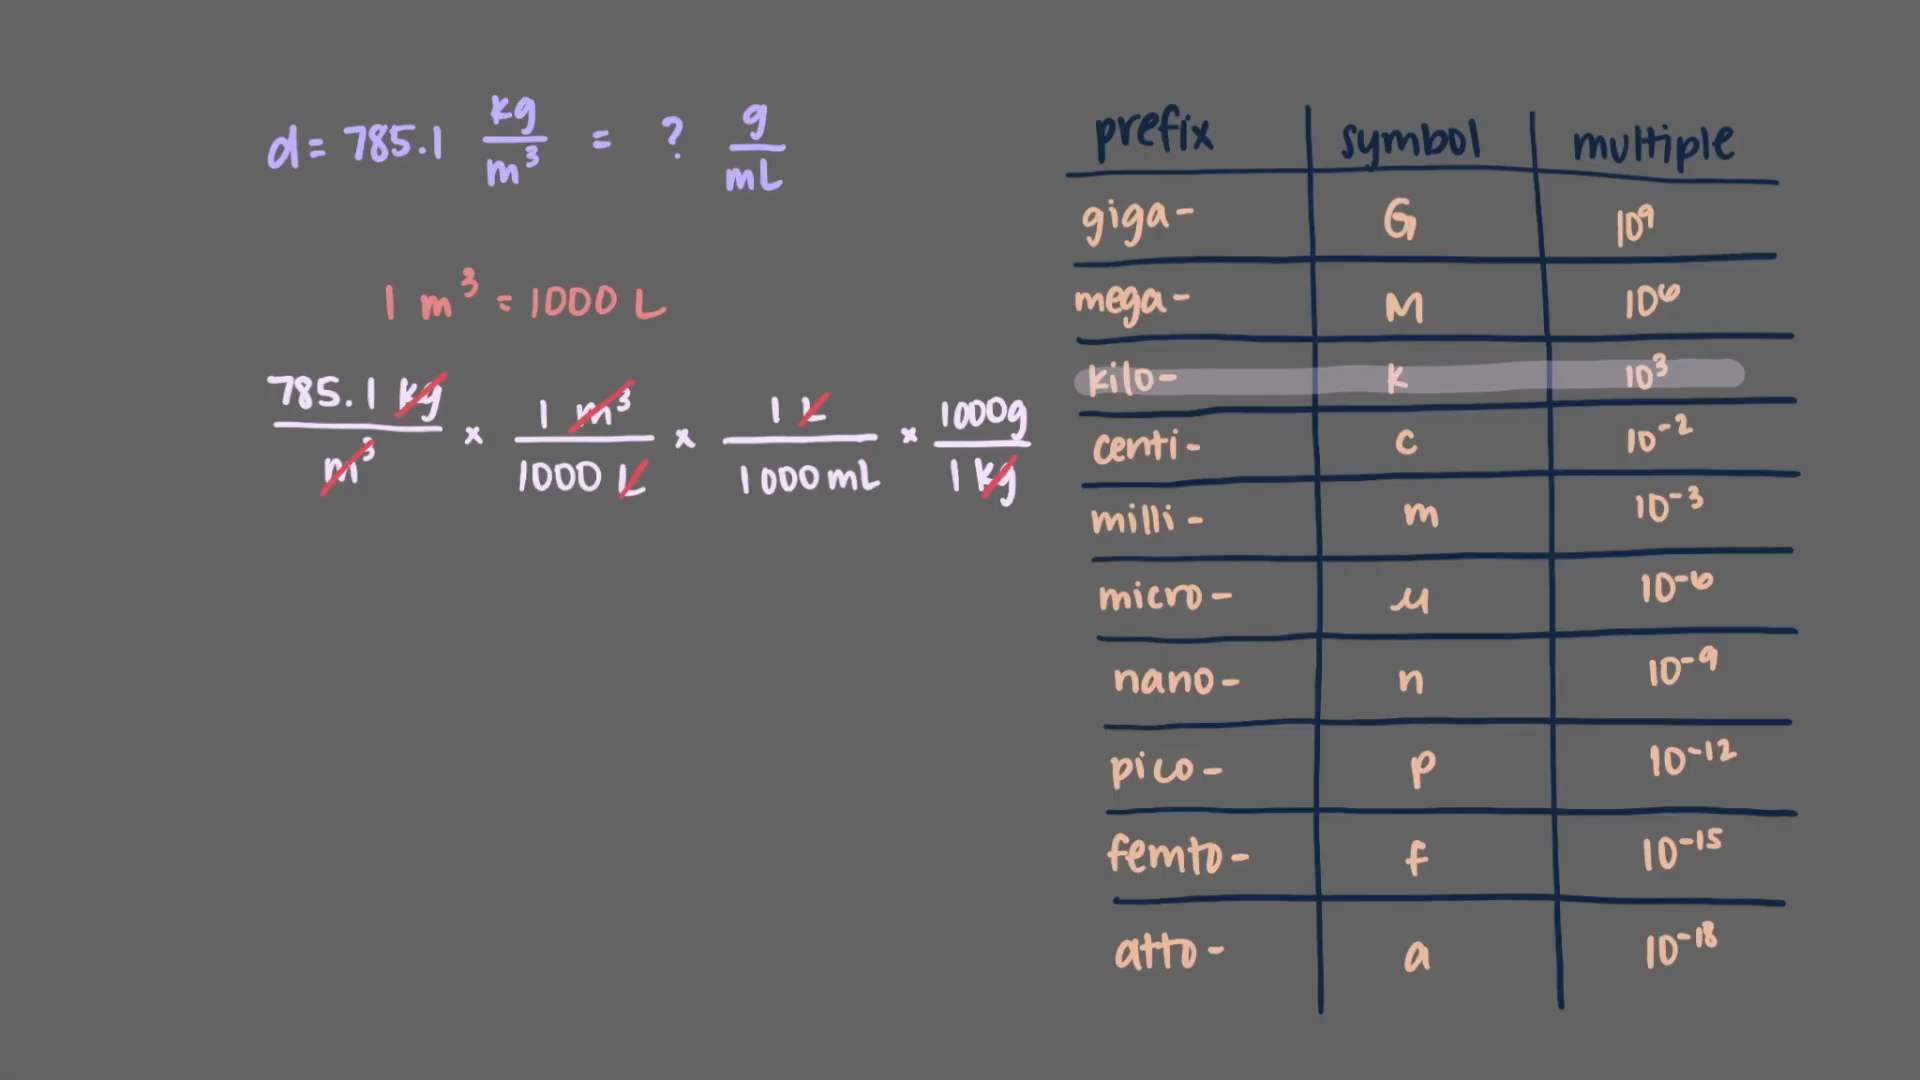 d = 785.1 kg/m³ = ? g/mL
1 m³ = 1000 L
785.1 kg/m³ × 1 m³/1000 L × 1 L/1000 mL × 1000g/1 kg
prefix symbol multiple
giga- G 10⁹
mega- M 10⁶
kilo- k 10³
centi- c 10⁻²
milli- m 10⁻³
micro- μ 10⁻⁶
nano- n 10⁻⁹
pico- p 10⁻¹²
femto- f 10⁻¹⁵
atto- a 10⁻¹⁸